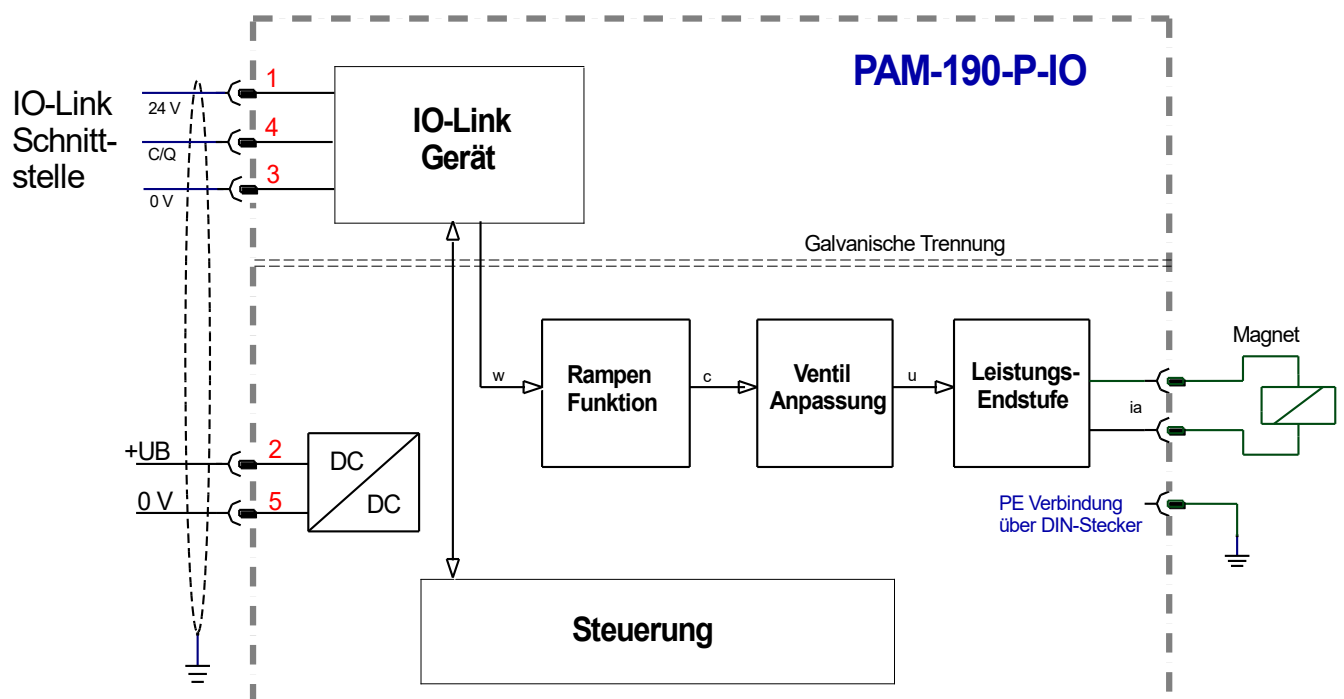 PAM-190-P-IO
IO-Link
Schnitt-
stelle
24 V
C/Q
0 V
1
4
3
IO-Link
Gerät
Galvanische Trennung
w
Rampen
Funktion
c
Ventil
Anpassung
u
Leistungs-
Endstufe
ia
Magnet
+UB
0 V
2
5
DC
DC
PE Verbindung
über DIN-Stecker
Steuerung